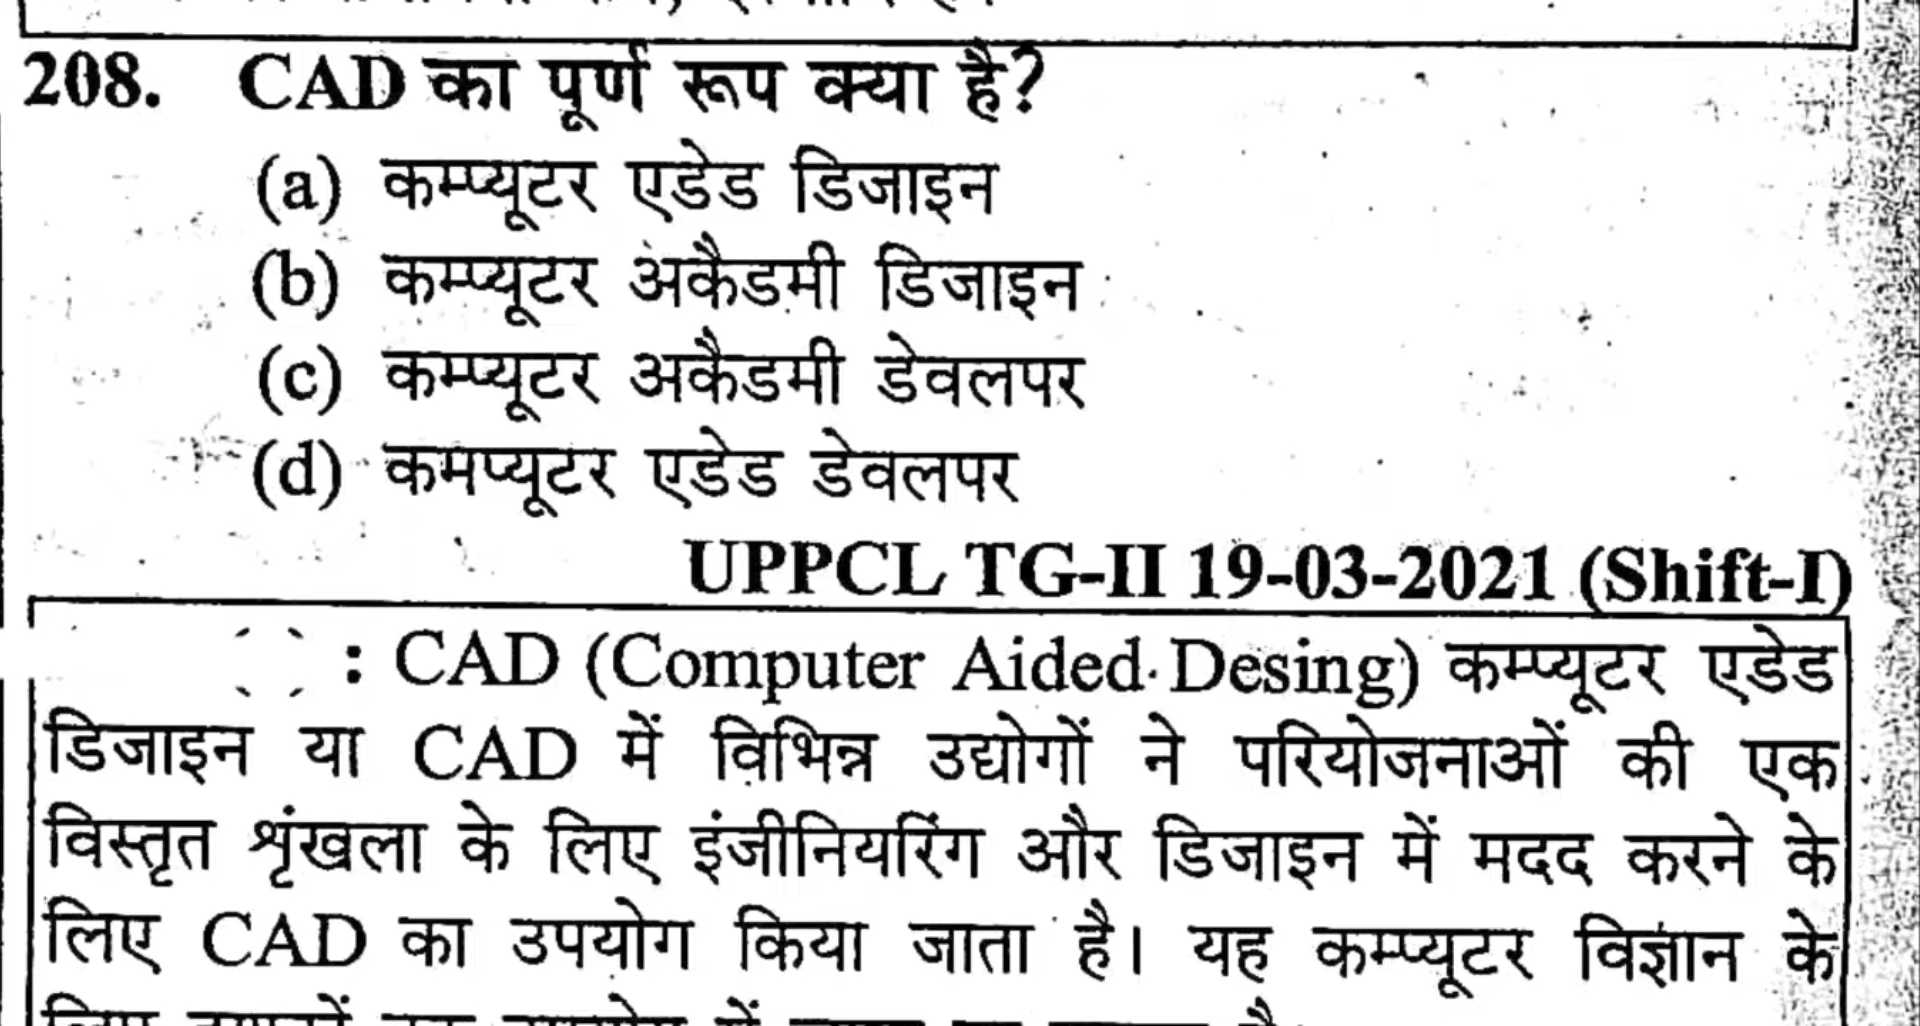 208. CAD का पूर्ण रूप क्या है?
(a) कम्प्यूटर एडेड डिजाइन
(b) कम्प्यूटर अकैडमी डिजाइन
(c) कम्प्यूटर अकैडमी डेवलपर
(d) कमप्यूटर एडेड डेवलपर
UPPCL TG-II 19-03-2021 (Shift-I)
: CAD (Computer Aided Desing) कम्प्यूटर एडेड
डिजाइन या CAD में विभिन्न उद्योगों ने परियोजनाओं की एक
विस्तृत श्रृंखला के लिए इंजीनियरिंग और डिजाइन में मदद करने के
लिए CAD का उपयोग किया जाता है। यह कम्प्यूटर विज्ञान के